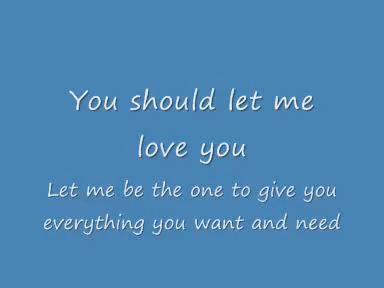 You should let me
love you
Let me be the one to give you
everything you want and need